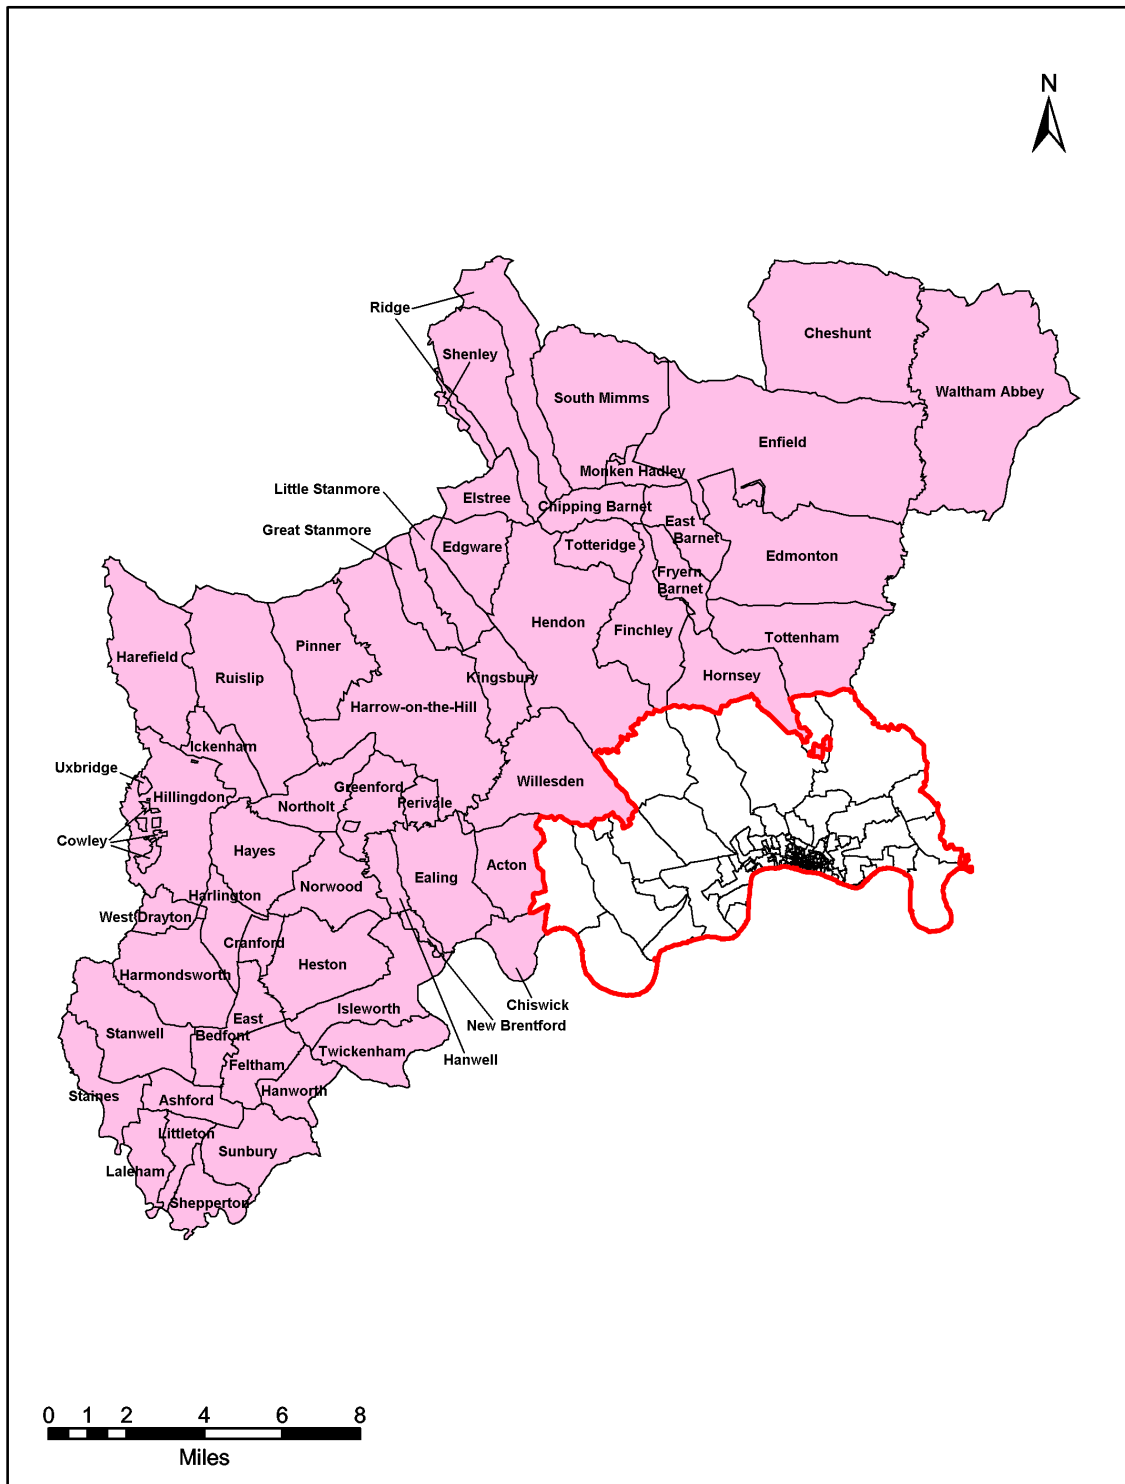 N
Ridge
Cheshunt
Shenley
Waltham Abbey
South Mimms
Enfield
Monken Hadley
Little Stanmore
Elstree
Chipping Barnet
Great Stanmore
East
Barnet
Edgware
Totteridge
Edmonton
Fryern
Barnet
Hendon
Finchley
Tottenham
Pinner
Harefield
Ruislip
Hornsey
Kingsbury
Harrow-on-the-Hill
Ickenham
Uxbridge
Willesden
Greenford
Hillingdon
Northolt
Perivale
Cowley
Hayes
Acton
Ealing
Norwood
Harlington
West Drayton
Cranford
Heston
Harmondsworth
Chiswick
Isleworth
East
Bedfont
New Brentford
Stanwell
Twickenham
Hanwell
Feltham
Hanworth
Staines
Ashford
Littleton
Sunbury
Laleham
Shepperton
0 1 2 4 6 8
Miles